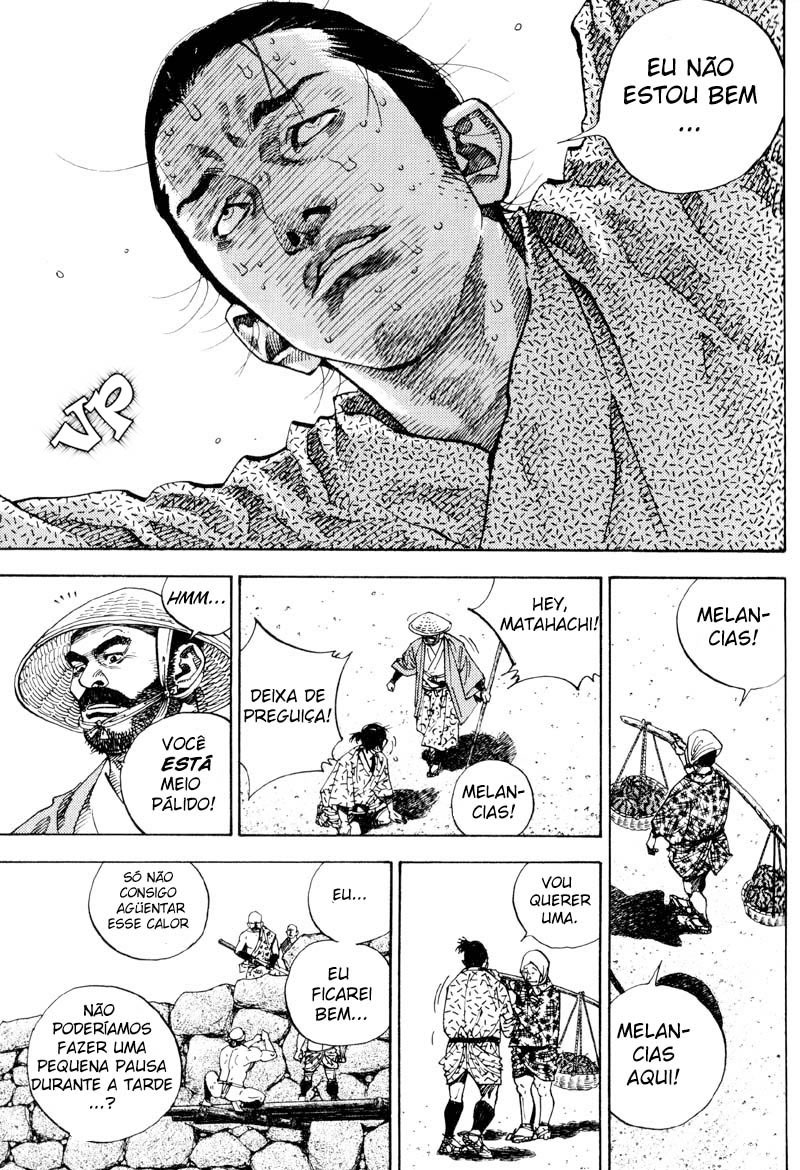 EU NÃO
ESTOU BEM
...
VP
MELAN-
CIAS!
HEY,
MATAHACHI!
DEIXA DE
PREGUIÇA!
MELAN-
CIAS!
HMM...
VOCÊ
ESTÁ
MEIO
PÁLIDO!
MELAN-
CIAS
AQUI!
VOU
QUERER
UMA.
EU...
SÓ NÃO
CONSIGO
AGÜENTAR
ESSE CALOR
EU
FICAREI
BEM...
NÃO
PODERÍAMOS
FAZER UMA
PEQUENA PAUSA
DURANTE A TARDE
...?